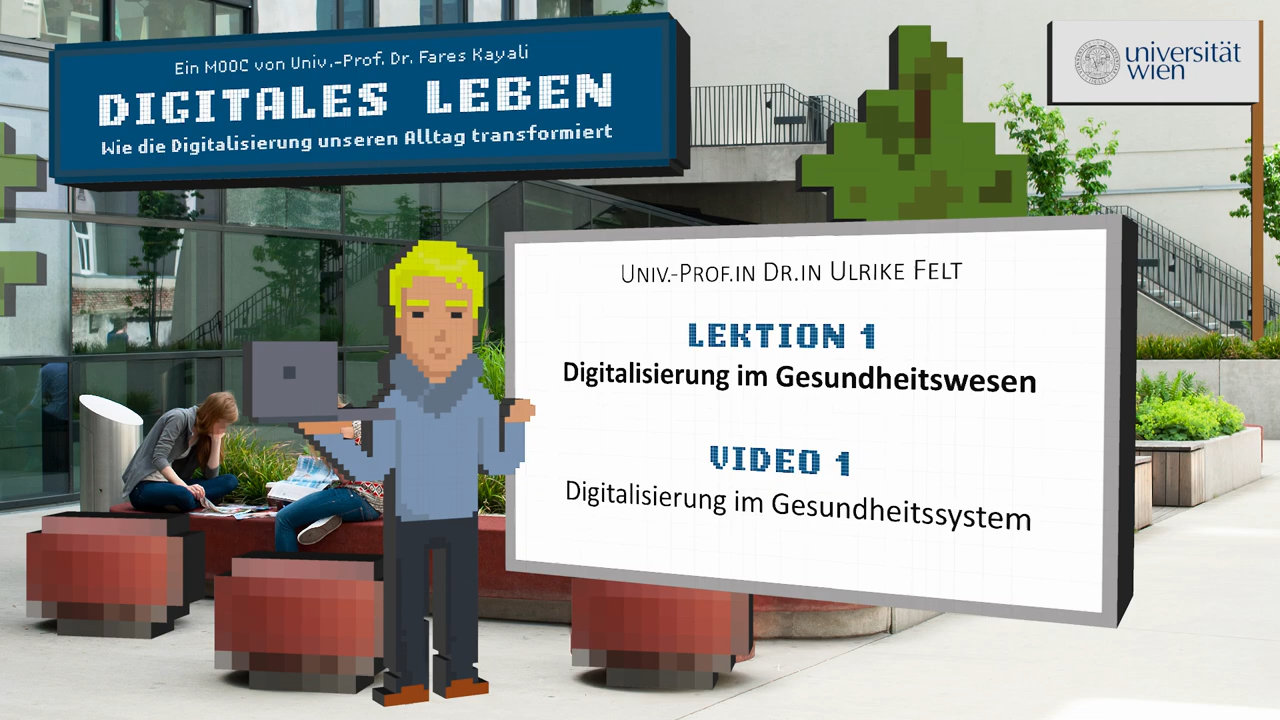 Ein MOOC von Univ.-Prof. Dr. Fares Kayali
DIGITALES LEBEN
Wie die Digitalisierung unseren Alltag transformiert
universität
wien
UNIV.-PROF.IN DR.IN ULRIKE FELT
LEKTION 1
Digitalisierung im Gesundheitswesen
VIDEO 1
Digitalisierung im Gesundheitssystem